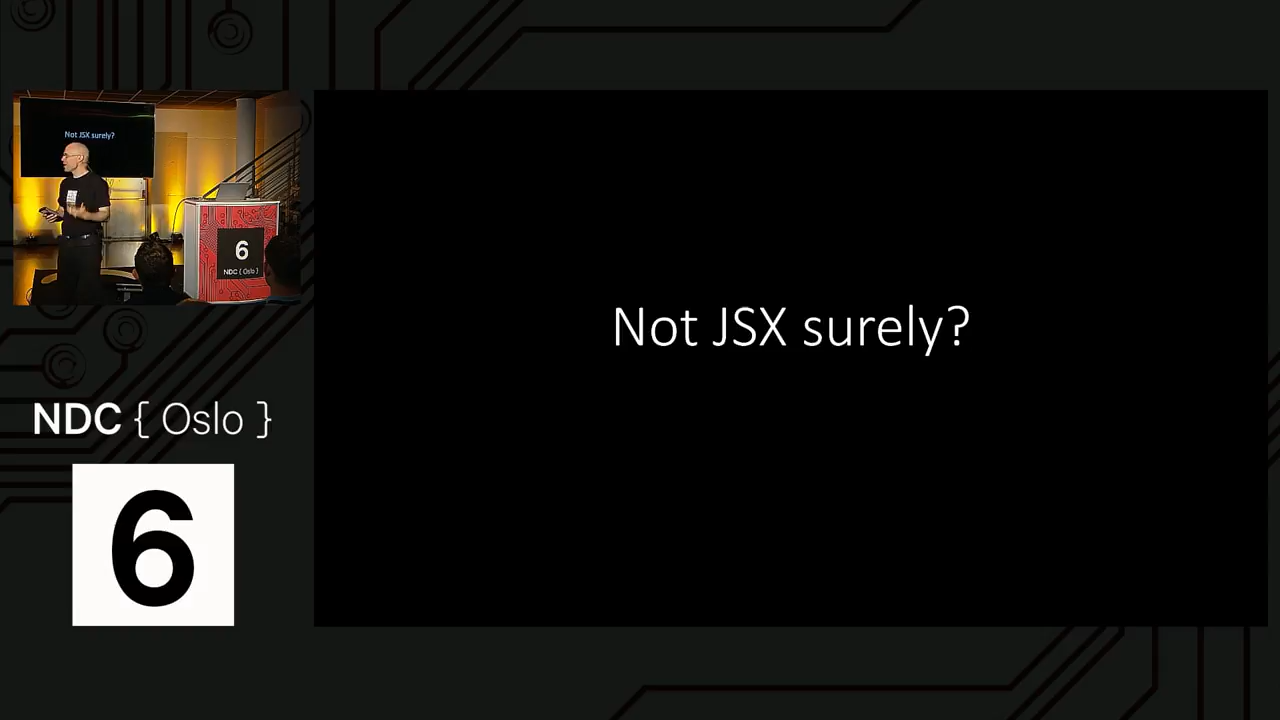 Not JSX surely?
6
NDC { Oslo }
NDC { Oslo }
6
Not JSX surely?